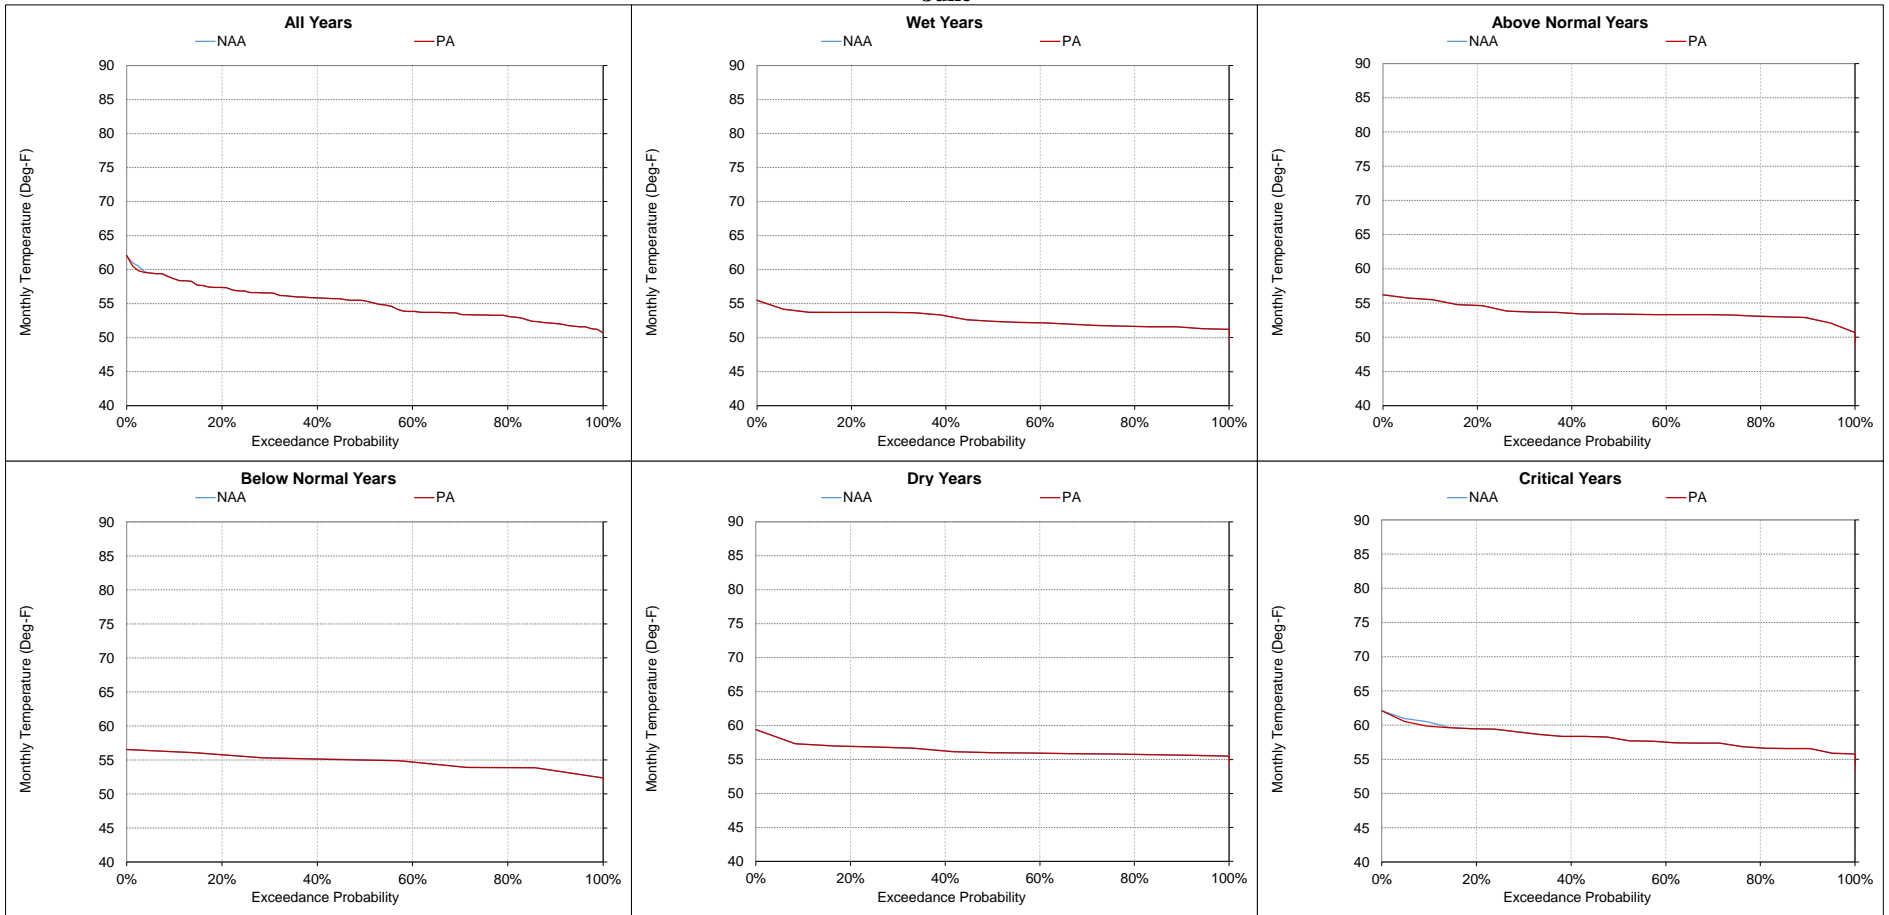 All Years
NAA PA
90
85
80
75
70
65
60
55
50
45
40
0% 20% 40% 60% 80% 100%
Monthly Temperature (Deg-F)
Exceedance Probability
Wet Years
NAA PA
90
85
80
75
70
65
60
55
50
45
40
0% 20% 40% 60% 80% 100%
Monthly Temperature (Deg-F)
Exceedance Probability
Above Normal Years
NAA PA
90
85
80
75
70
65
60
55
50
45
40
0% 20% 40% 60% 80% 100%
Monthly Temperature (Deg-F)
Exceedance Probability
Below Normal Years
NAA PA
90
85
80
75
70
65
60
55
50
45
40
0% 20% 40% 60% 80% 100%
Monthly Temperature (Deg-F)
Exceedance Probability
Dry Years
NAA PA
90
85
80
75
70
65
60
55
50
45
40
0% 20% 40% 60% 80% 100%
Monthly Temperature (Deg-F)
Exceedance Probability
Critical Years
NAA PA
90
85
80
75
70
65
60
55
50
45
40
0% 20% 40% 60% 80% 100%
Monthly Temperature (Deg-F)
Exceedance Probability